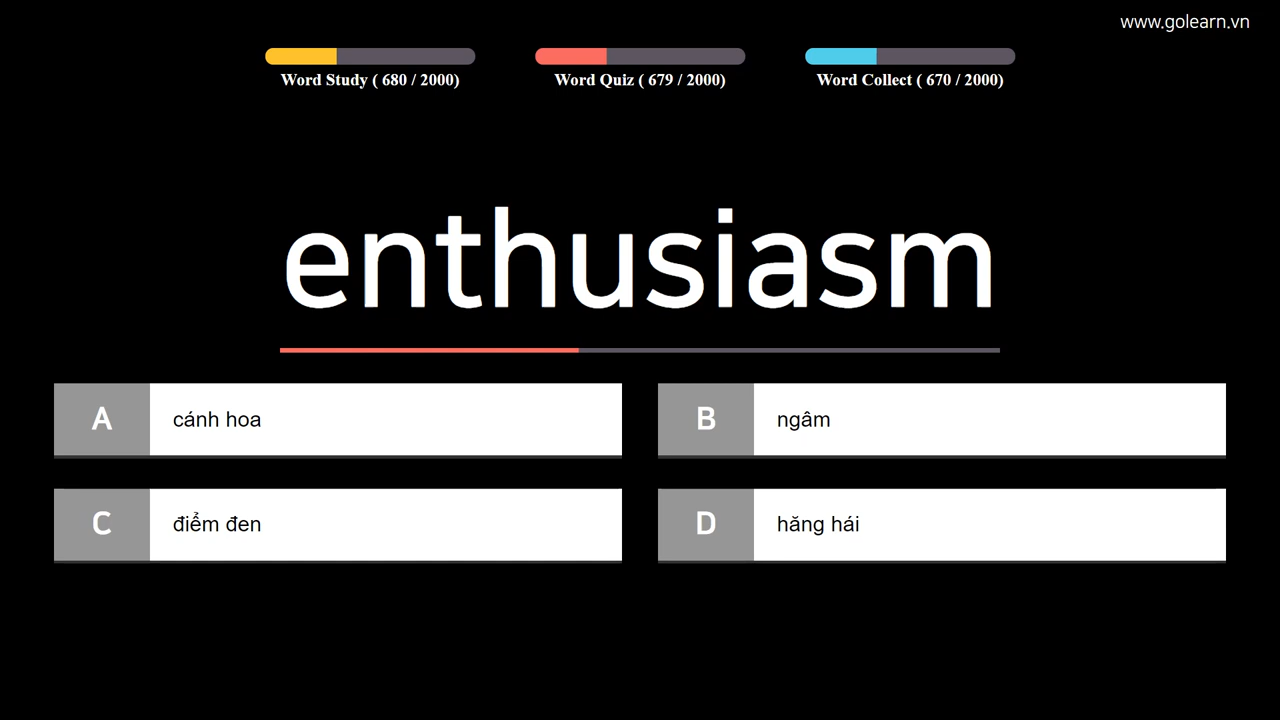 www.golearn.vn
Word Study ( 680 / 2000)
Word Quiz ( 679 / 2000)
Word Collect ( 670 / 2000)
enthusiasm
A cánh hoa
B ngâm
C điểm đen
D hăng hái